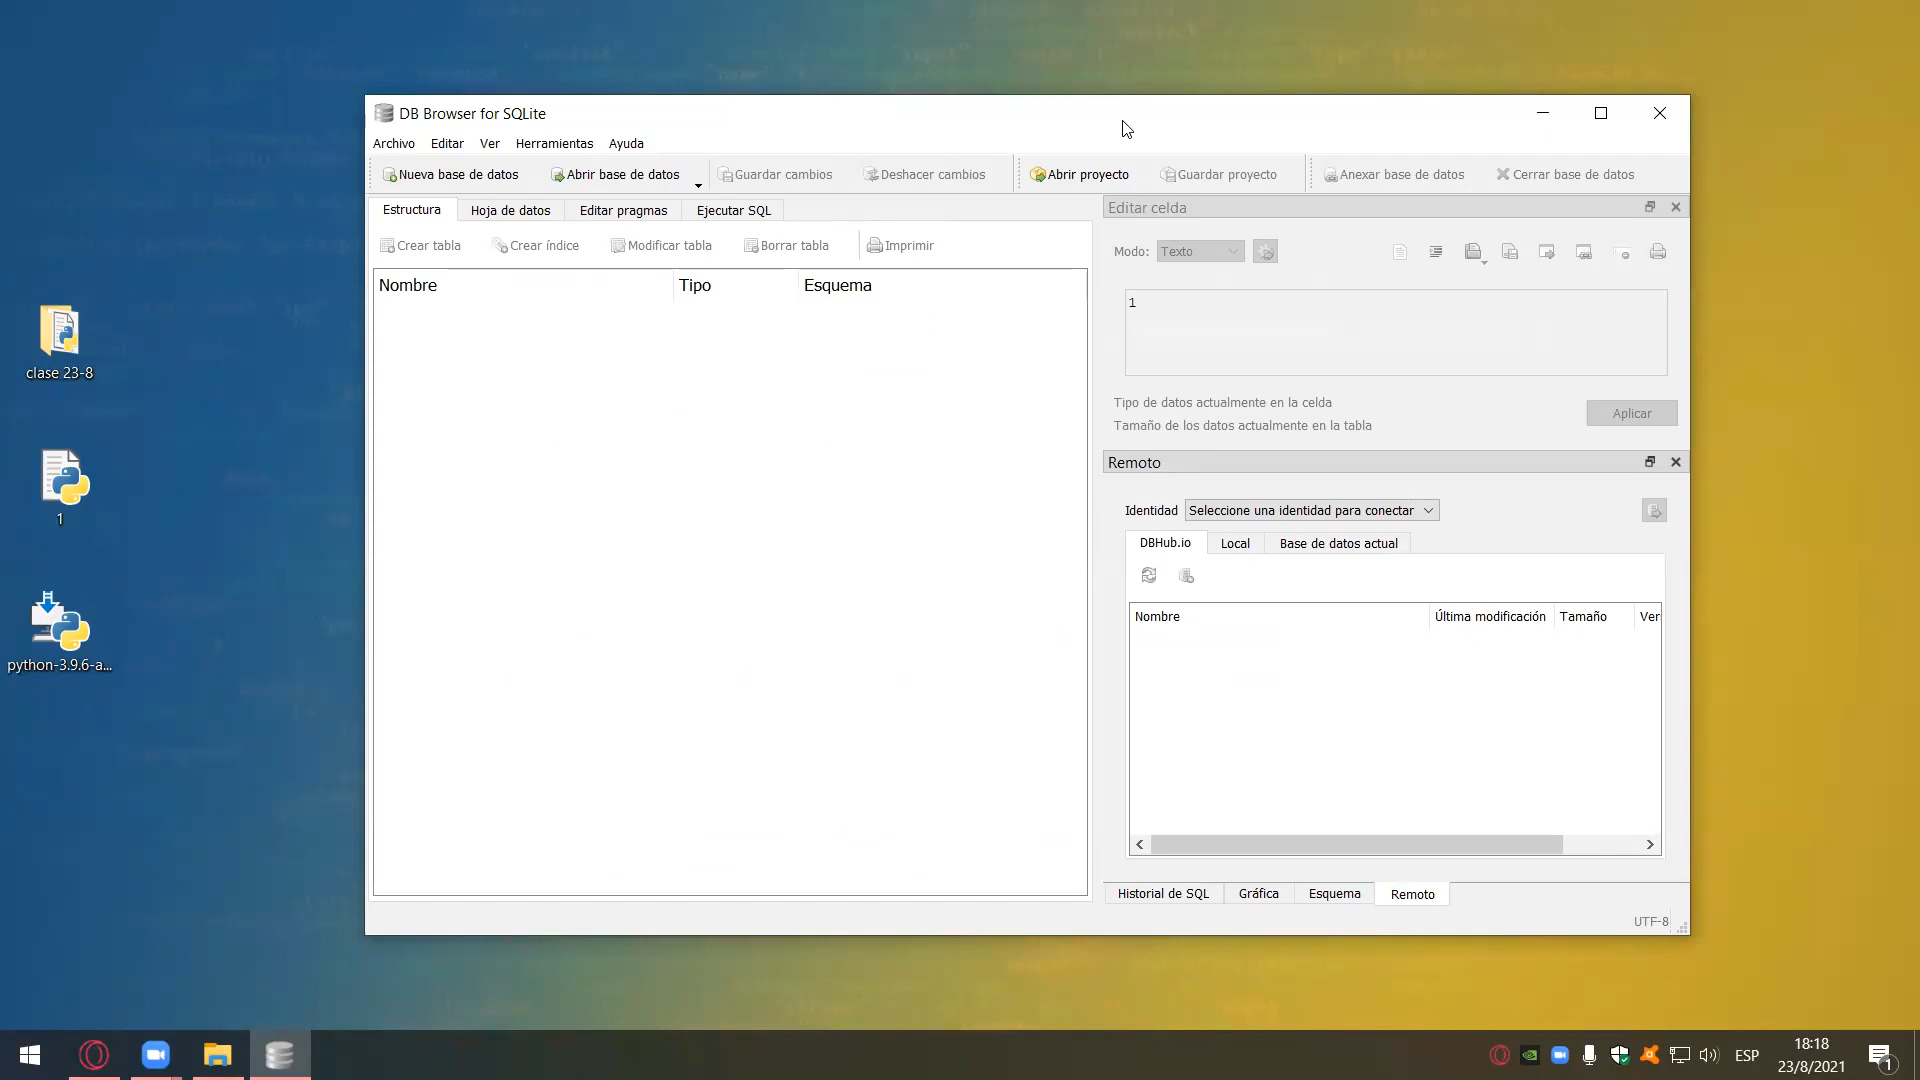 DB Browser for SQLite
Archivo Editar Ver Herramientas Ayuda
Nueva base de datos Abrir base de datos Guardar cambios Deshacer cambios Abrir proyecto Guardar proyecto Anexar base de datos Cerrar base de datos
Estructura Hoja de datos Editar pragmas Ejecutar SQL
Crear tabla Crear índice Modificar tabla Borrar tabla Imprimir
Nombre Tipo Esquema
Editar celda
Modo: Texto
1
Tipo de datos actualmente en la celda
Tamaño de los datos actualmente en la tabla
Aplicar
Remoto
Identidad Seleccione una identidad para conectar
DBHub.io Local Base de datos actual
Nombre Última modificación Tamaño Ver
Historial de SQL Gráfica Esquema Remoto
UTF-8
clase 23-8
1
python-3.9.6-a...
ESP
18:18
23/8/2021
1